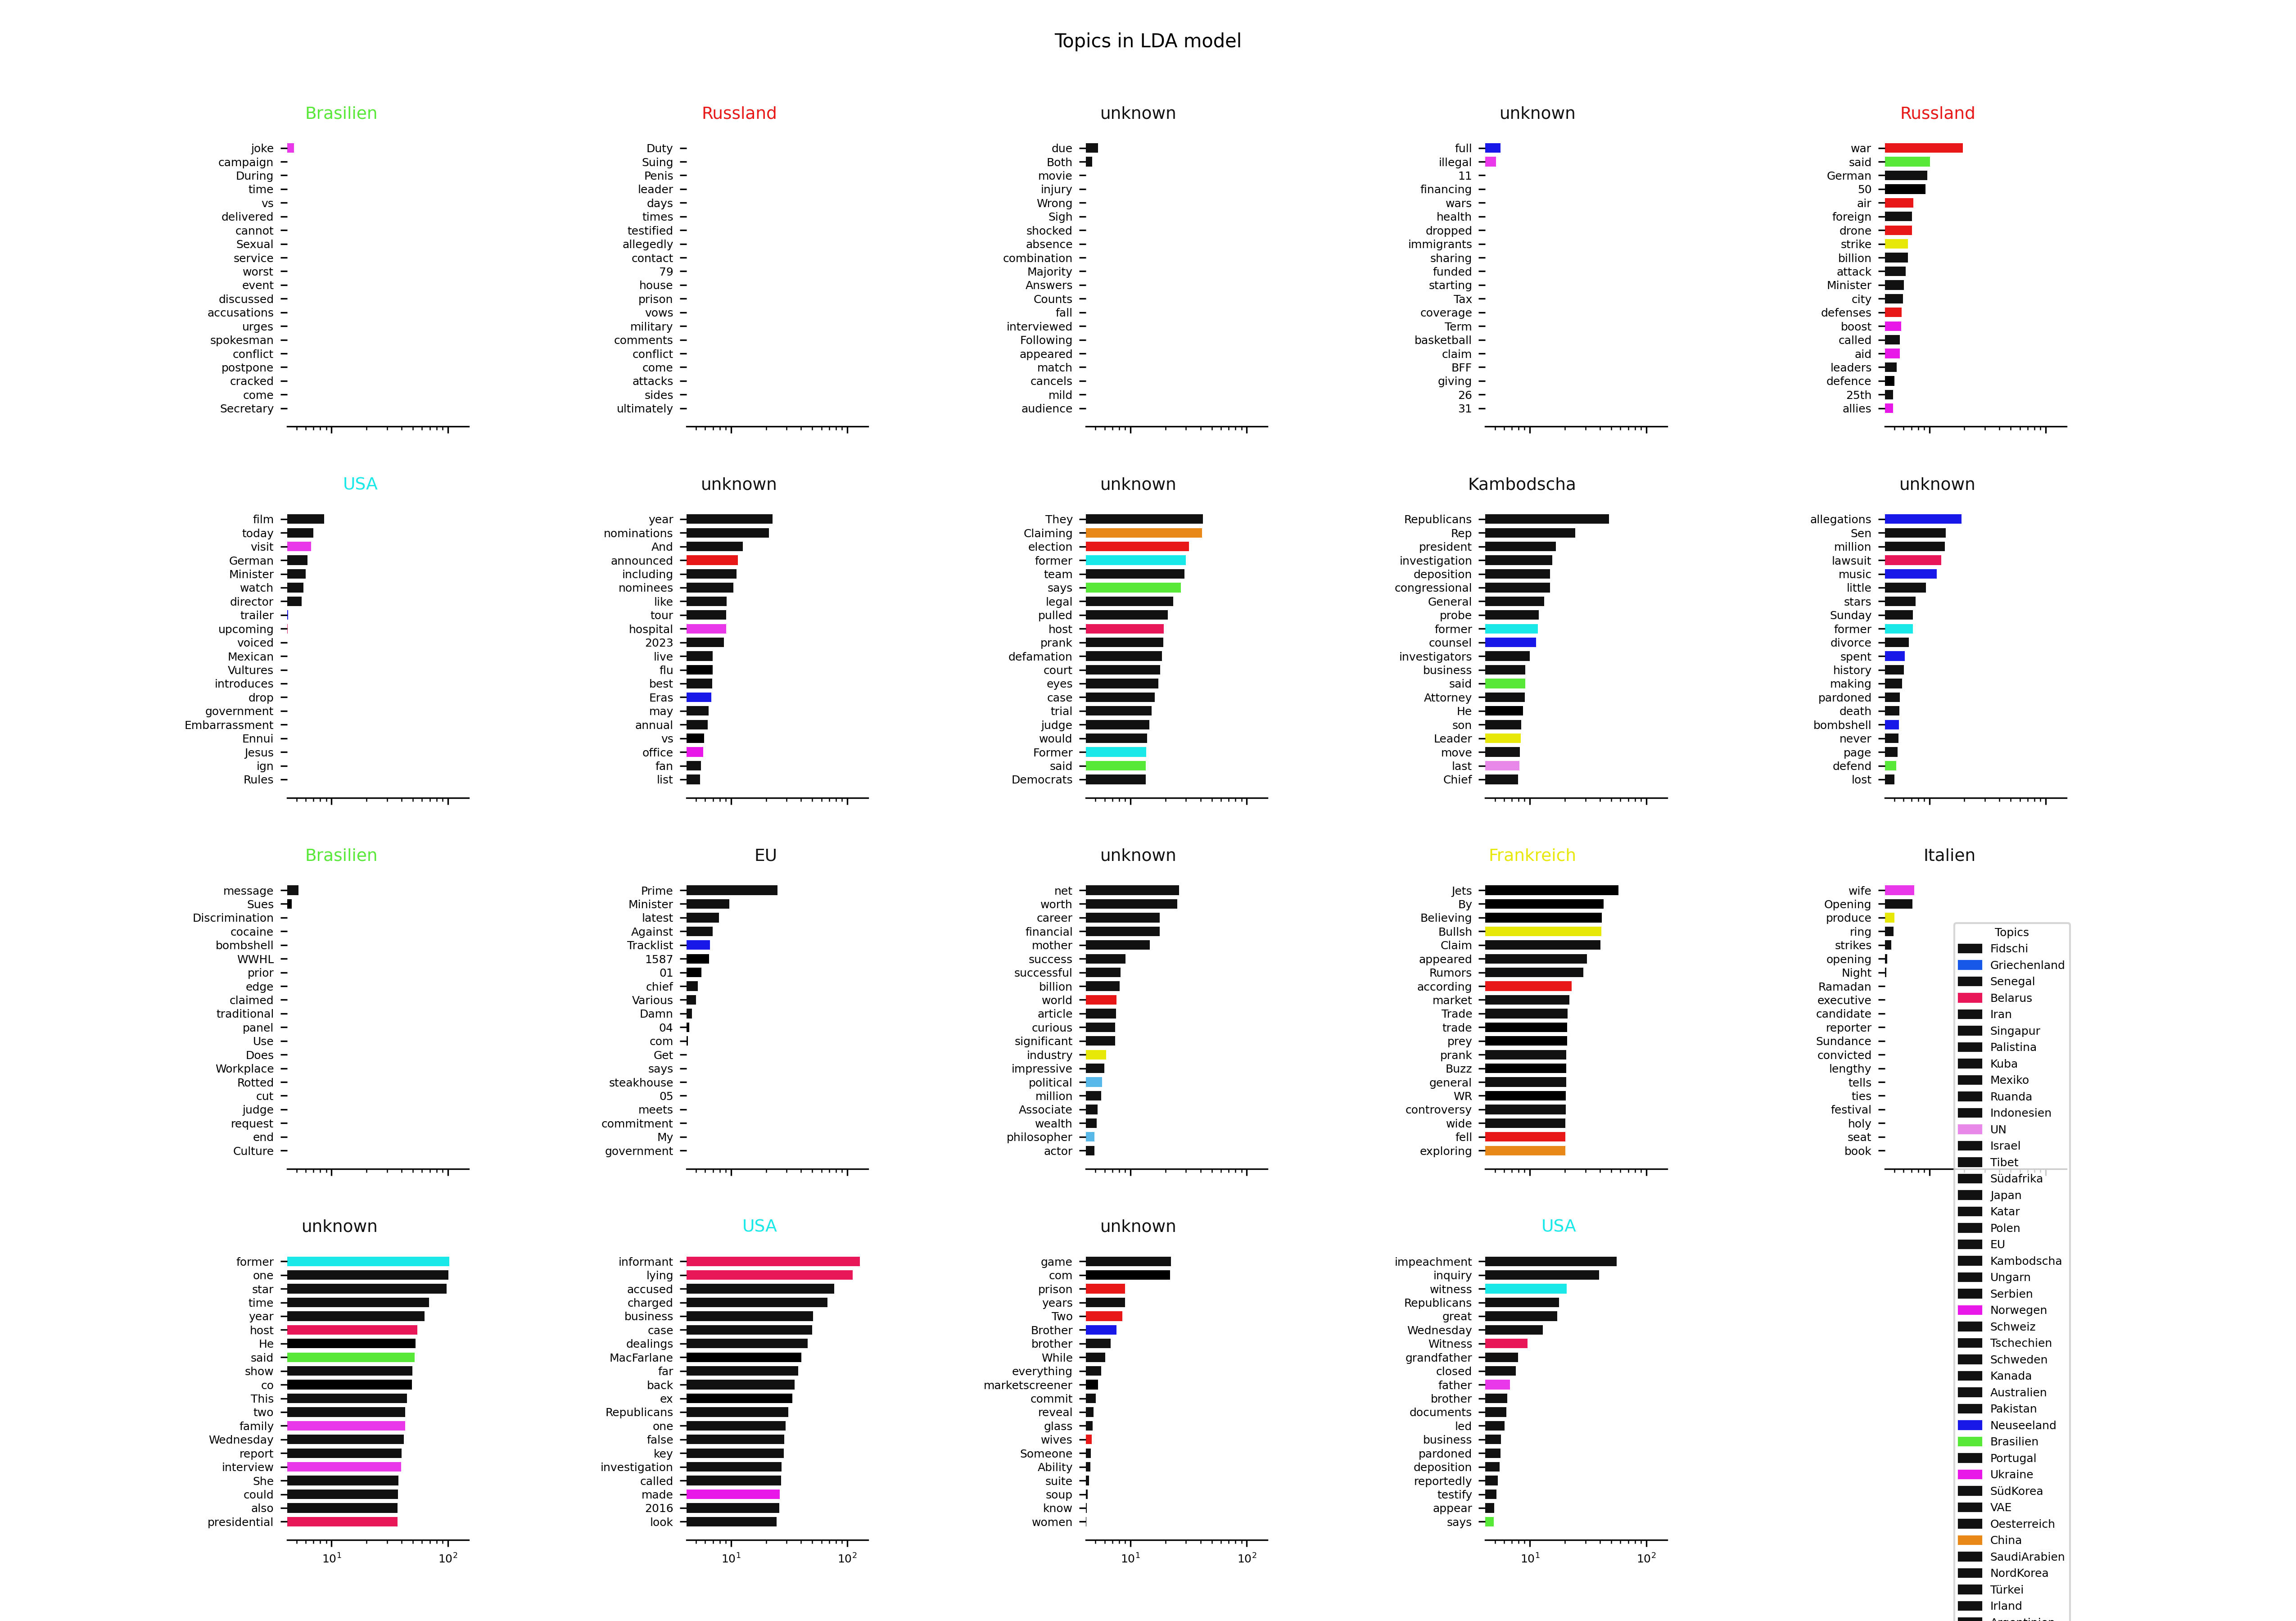 Topics in LDA model
Brasilien
joke
campaign
During
time
vs
delivered
cannot
Sexual
service
worst
event
discussed
accusations
urges
spokesman
conflict
postpone
cracked
come
Secretary
Russland
Duty
Suing
Penis
leader
days
times
testified
allegedly
contact
79
house
prison
vows
military
comments
conflict
come
attacks
sides
ultimately
unknown
due
Both
movie
injury
Wrong
Sigh
shocked
absence
combination
Majority
Answers
Counts
fall
interviewed
Following
appeared
match
cancels
mild
audience
unknown
full
illegal
11
financing
wars
health
dropped
immigrants
sharing
funded
starting
Tax
coverage
Term
basketball
claim
BFF
giving
26
31
Russland
war
said
German
50
air
foreign
drone
strike
billion
attack
Minister
city
defenses
boost
called
aid
leaders
defence
25th
allies
USA
film
today
visit
German
Minister
watch
director
trailer
upcoming
voiced
Mexican
Vultures
introduces
drop
government
Embarrassment
Ennui
Jesus
ign
Rules
unknown
year
nominations
And
announced
including
nominees
like
tour
hospital
2023
live
flu
best
Eras
may
annual
vs
office
fan
list
unknown
They
Claiming
election
former
team
says
legal
pulled
host
prank
defamation
court
eyes
case
trial
judge
would
Former
said
Democrats
Kambodscha
Republicans
Rep
president
investigation
deposition
congressional
General
probe
former
counsel
investigators
business
said
Attorney
He
son
Leader
move
last
Chief
unknown
allegations
Sen
million
lawsuit
music
little
stars
Sunday
former
divorce
spent
history
making
pardoned
death
bombshell
never
page
defend
lost
Brasilien
message
Sues
Discrimination
cocaine
bombshell
WWHL
prior
edge
claimed
traditional
panel
Use
Does
Workplace
Rotted
cut
judge
request
end
Culture
EU
Prime
Minister
latest
Against
Tracklist
1587
01
chief
Various
Damn
04
com
Get
says
steakhouse
05
meets
commitment
My
government
unknown
net
worth
career
financial
mother
success
successful
billion
world
article
curious
significant
industry
impressive
political
million
Associate
wealth
philosopher
actor
Frankreich
Jets
By
Believing
Bullsh
Claim
appeared
Rumors
according
market
Trade
trade
prey
prank
Buzz
general
WR
controversy
wide
fell
exploring
Italien
wife
Opening
produce
ring
strikes
opening
Night
Ramadan
executive
candidate
reporter
Sundance
convicted
lengthy
tells
ties
festival
holy
seat
book
unknown
former
one
star
time
year
host
He
said
show
co
This
two
family
Wednesday
report
interview
She
could
also
presidential
10¹ 10²
USA
informant
lying
accused
charged
business
case
dealings
MacFarlane
far
back
ex
Republicans
one
false
key
investigation
called
made
2016
look
10¹ 10²
unknown
game
com
prison
years
Two
Brother
brother
While
everything
marketscreener
commit
reveal
glass
wives
Someone
Ability
suite
soup
know
women
10¹ 10²
USA
impeachment
inquiry
witness
Republicans
great
Wednesday
Witness
grandfather
closed
father
brother
documents
led
business
pardoned
deposition
reportedly
testify
appear
says
10¹ 10²
Topics
Fidschi
Griechenland
Senegal
Belarus
Iran
Singapur
Palistina
Kuba
Mexiko
Ruanda
Indonesien
UN
Israel
Tibet
Südafrika
Japan
Katar
Polen
EU
Kambodscha
Ungarn
Serbien
Norwegen
Schweiz
Tschechien
Schweden
Kanada
Australien
Pakistan
Neuseeland
Brasilien
Portugal
Ukraine
SüdKorea
VAE
Oesterreich
China
SaudiArabien
NordKorea
Türkei
Irland